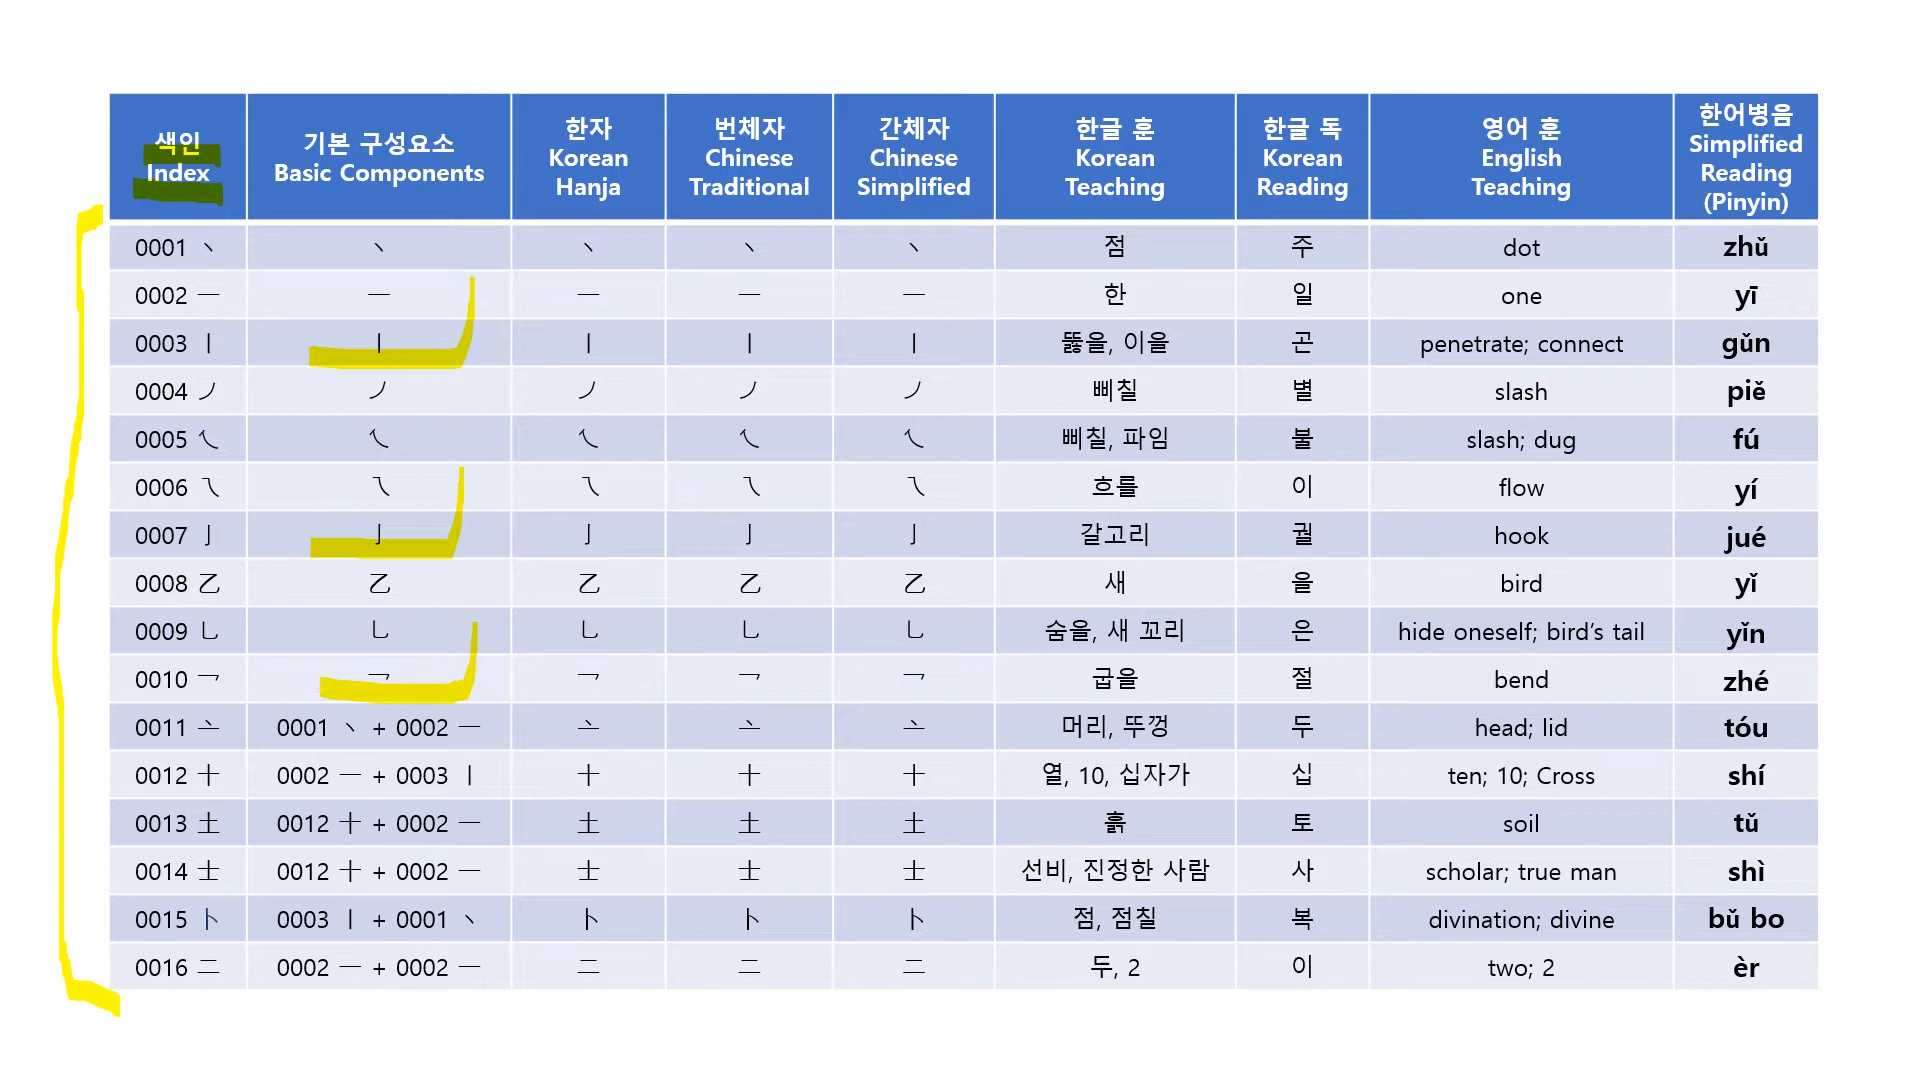 색인 Index | 기본 구성요소 Basic Components | 한자 Korean Hanja | 번체자 Chinese Traditional | 간체자 Chinese Simplified | 한글 훈 Korean Teaching | 한글 독 Korean Reading | 영어 훈 English Teaching | 한어병음 Simplified Reading (Pinyin)
0001 丶 | 丶 | 丶 | 丶 | 丶 | 점 | 주 | dot | zhǔ
0002 一 | 一 | 一 | 一 | 一 | 한 | 일 | one | yī
0003 丨 | 丨 | 丨 | 丨 | 丨 | 뚫을, 이을 | 곤 | penetrate; connect | gǔn
0004 丿 | 丿 | 丿 | 丿 | 丿 | 삐칠 | 별 | slash | piě
0005 乀 | 乀 | 乀 | 乀 | 乀 | 삐칠, 파임 | 불 | slash; dug | fú
0006 乁 | 乁 | 乁 | 乁 | 乁 | 흐를 | 이 | flow | yí
0007 亅 | 亅 | 亅 | 亅 | 亅 | 갈고리 | 궐 | hook | jué
0008 乙 | 乙 | 乙 | 乙 | 乙 | 새 | 을 | bird | yǐ
0009 乚 | 乚 | 乚 | 乚 | 乚 | 숨을, 새 꼬리 | 은 | hide oneself; bird’s tail | yǐn
0010 乛 | 乛 | 乛 | 乛 | 乛 | 굽을 | 절 | bend | zhé
0011 亠 | 0001 丶 + 0002 一 | 亠 | 亠 | 亠 | 머리, 뚜껑 | 두 | head; lid | tóu
0012 十 | 0002 一 + 0003 丨 | 十 | 十 | 十 | 열, 10, 십자가 | 십 | ten; 10; Cross | shí
0013 土 | 0012 十 + 0002 一 | 土 | 土 | 土 | 흙 | 토 | soil | tǔ
0014 士 | 0012 十 + 0002 一 | 士 | 士 | 士 | 선비, 진정한 사람 | 사 | scholar; true man | shì
0015 卜 | 0003 丨 + 0001 丶 | 卜 | 卜 | 卜 | 점, 점칠 | 복 | divination; divine | bǔ bo
0016 二 | 0002 一 + 0002 一 | 二 | 二 | 二 | 두, 2 | 이 | two; 2 | èr